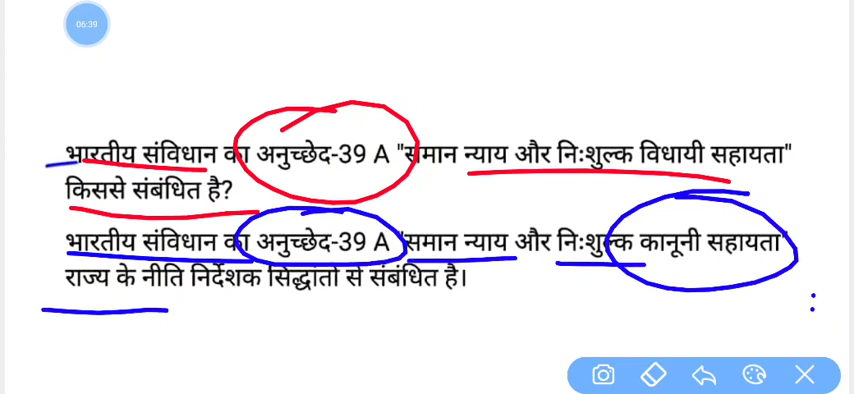 06:39
भारतीय संविधान का अनुच्छेद-39 A "समान न्याय और निःशुल्क विधायी सहायता"
किससे संबंधित है?
भारतीय संविधान का अनुच्छेद-39 A "समान न्याय और निःशुल्क कानूनी सहायता"
राज्य के नीति निर्देशक सिद्धांतों से संबंधित है।